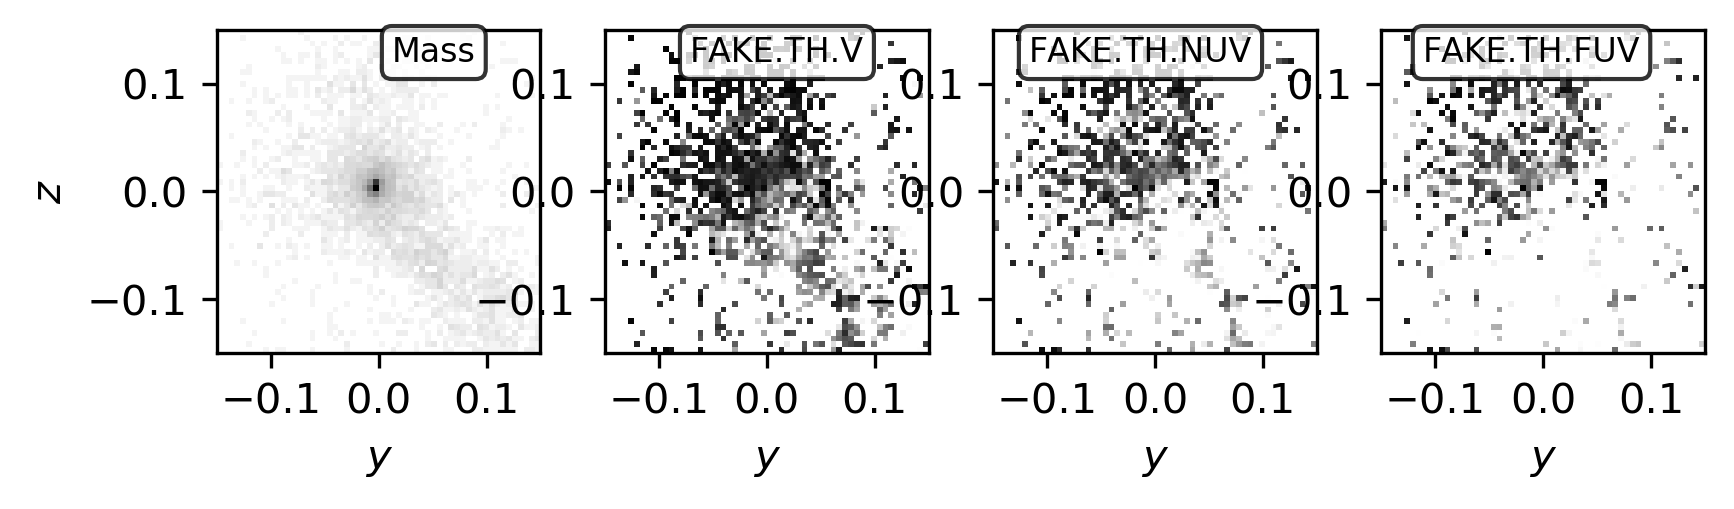 Mass FAKE.TH.V FAKE.TH.NUV FAKE.TH.FUV
0.1 0.1 0.1 0.1
z 0.0 0.0 0.0 0.0
−0.1 −0.1 −0.1 −0.1
−0.1 0.0 0.1 −0.1 0.0 0.1 −0.1 0.0 0.1 −0.1 0.0 0.1
y y y y